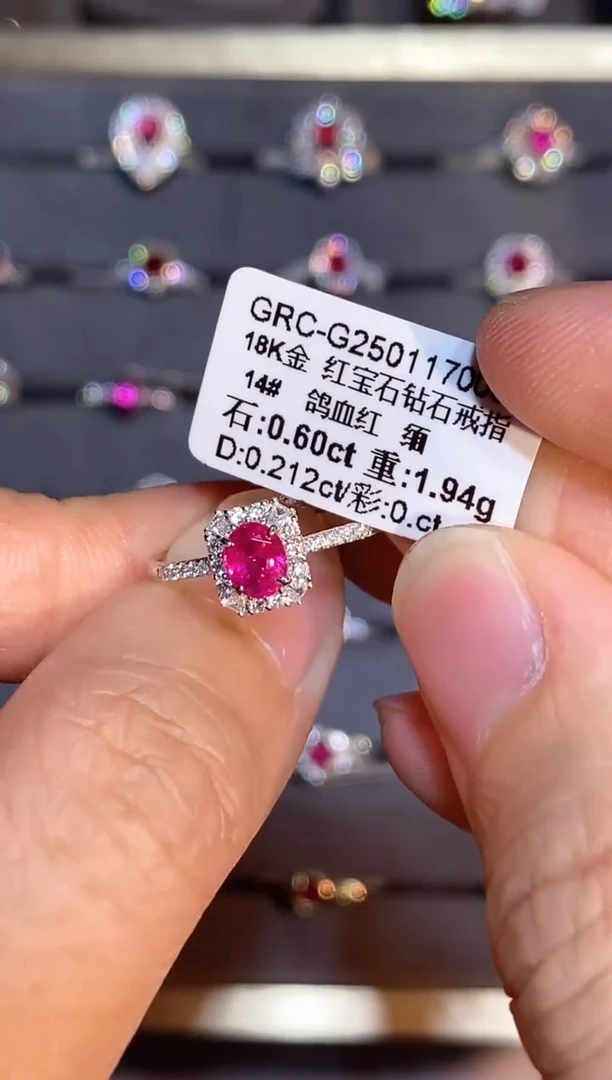 GRC-G250117000
18K金 红宝石钻石戒指
14# 鸽血红 缅
石:0.60ct 重:1.94g
D:0.212ct/彩:0.ct